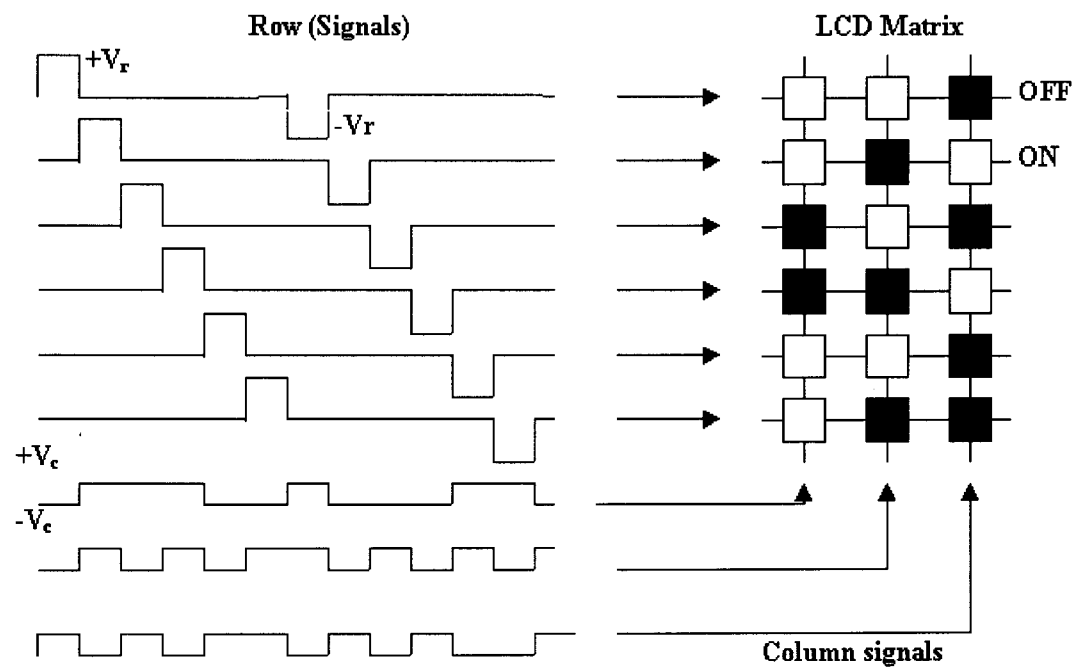 Row (Signals)
LCD Matrix
+Vr
-Vr
OFF
ON
+Vc
-Vc
Column signals